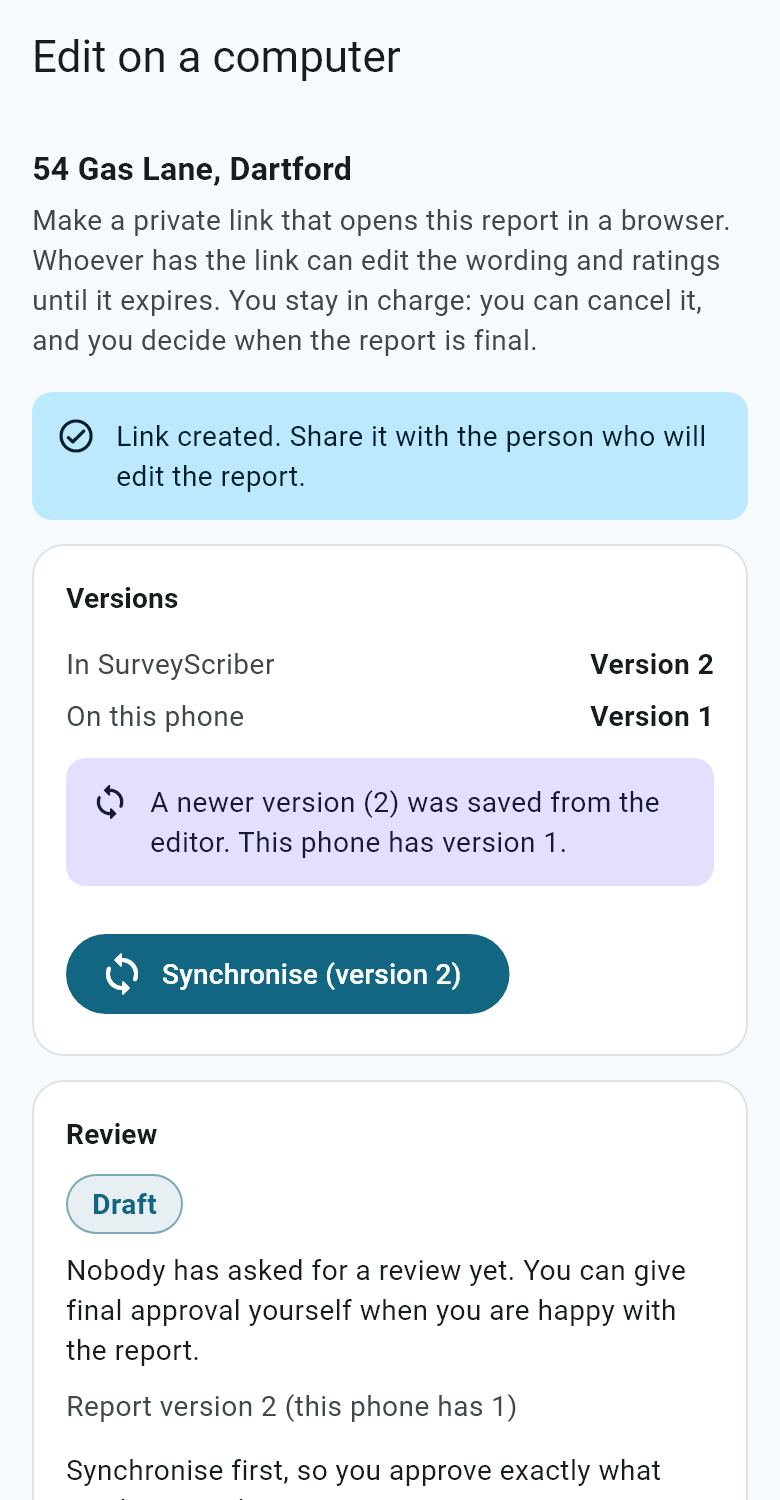 Edit on a computer
54 Gas Lane, Dartford
Make a private link that opens this report in a browser.
Whoever has the link can edit the wording and ratings
until it expires. You stay in charge: you can cancel it,
and you decide when the report is final.
Link created. Share it with the person who will
edit the report.
Versions
In SurveyScriber Version 2
On this phone Version 1
A newer version (2) was saved from the
editor. This phone has version 1.
Synchronise (version 2)
Review
Draft
Nobody has asked for a review yet. You can give
final approval yourself when you are happy with
the report.
Report version 2 (this phone has 1)
Synchronise first, so you approve exactly what